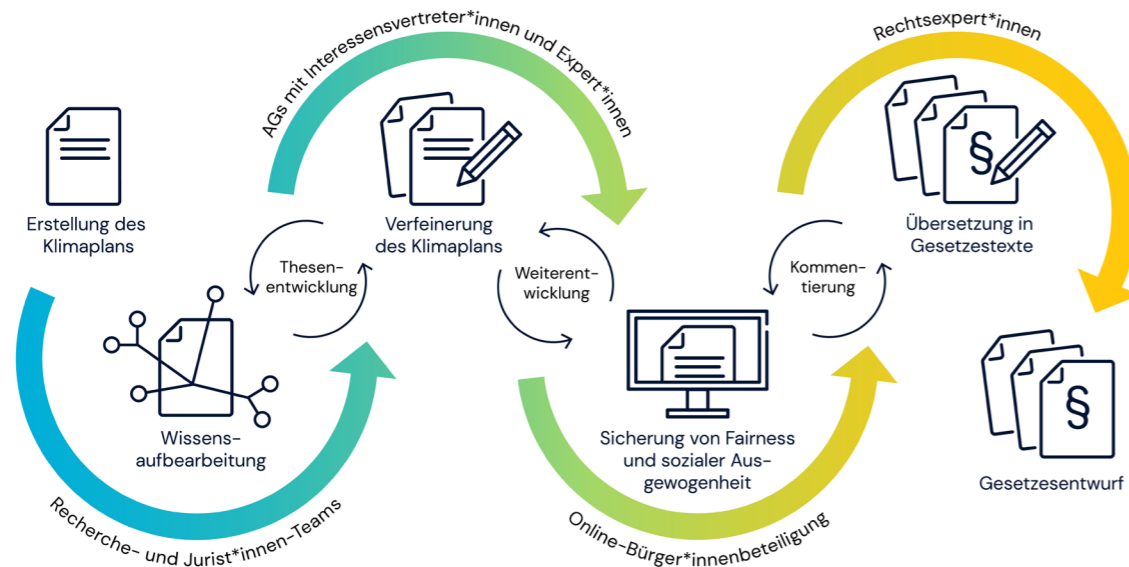 Erstellung des
Klimaplans
Recherche- und Jurist*innen-Teams
Wissens-
aufbearbeitung
Thesen-
entwicklung
AGs mit Interessensvertreter*innen und Expert*innen
Verfeinerung
des Klimaplans
Weiterent-
wicklung
Online-Bürger*innenbeteiligung
Sicherung von Fairness
und sozialer Aus-
gewogenheit
Kommen-
tierung
Rechtsexpert*innen
§
Übersetzung in
Gesetzestexte
§
Gesetzesentwurf